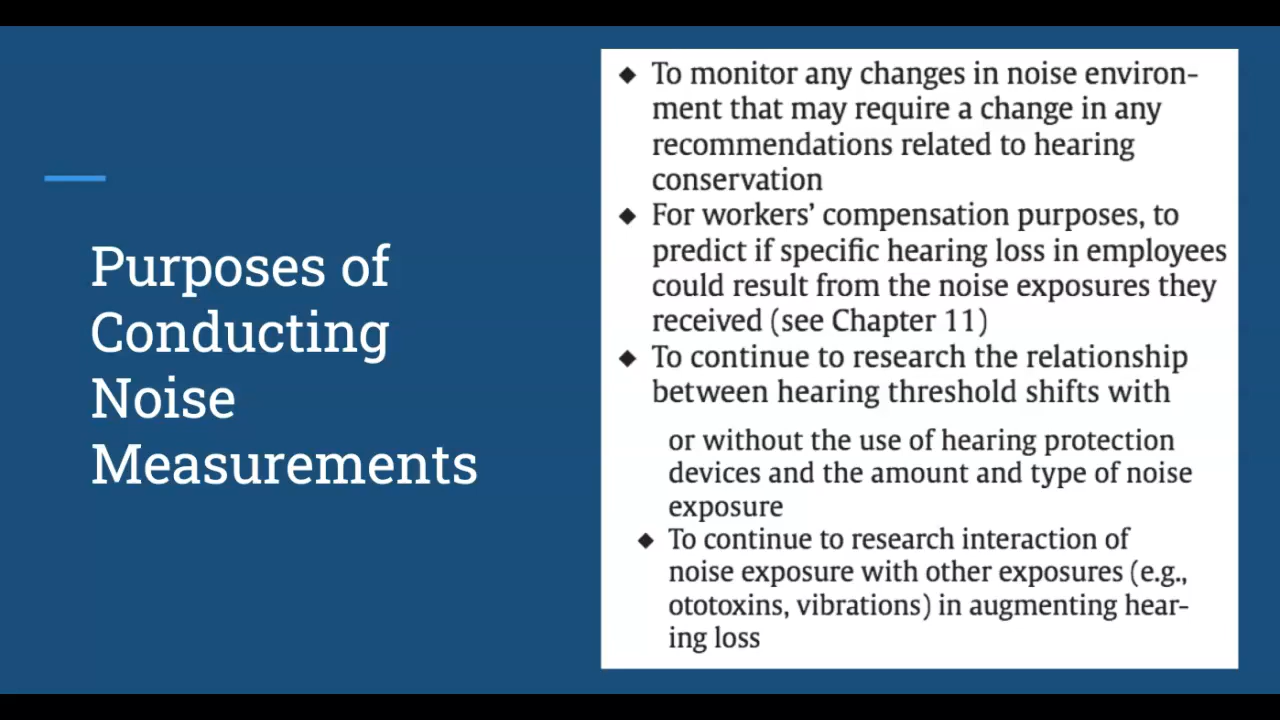 Purposes of
Conducting
Noise
Measurements
◆ To monitor any changes in noise environ-
ment that may require a change in any
recommendations related to hearing
conservation
◆ For workers’ compensation purposes, to
predict if specific hearing loss in employees
could result from the noise exposures they
received (see Chapter 11)
◆ To continue to research the relationship
between hearing threshold shifts with
or without the use of hearing protection
devices and the amount and type of noise
exposure
◆ To continue to research interaction of
noise exposure with other exposures (e.g.,
ototoxins, vibrations) in augmenting hear-
ing loss